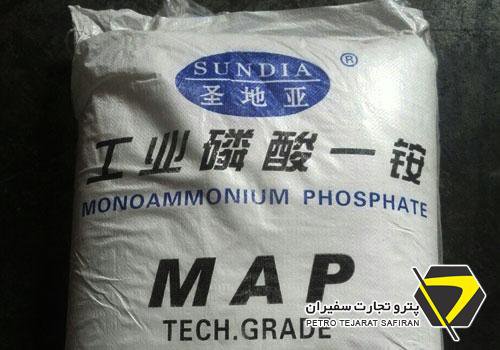 SUNDIA ®
圣地亚
工业磷酸一铵
MONOAMMONIUM PHOSPHATE
MAP
TECH.GRADE
پترو تجارت سفیران
PETRO TEJARAT SAFIRAN